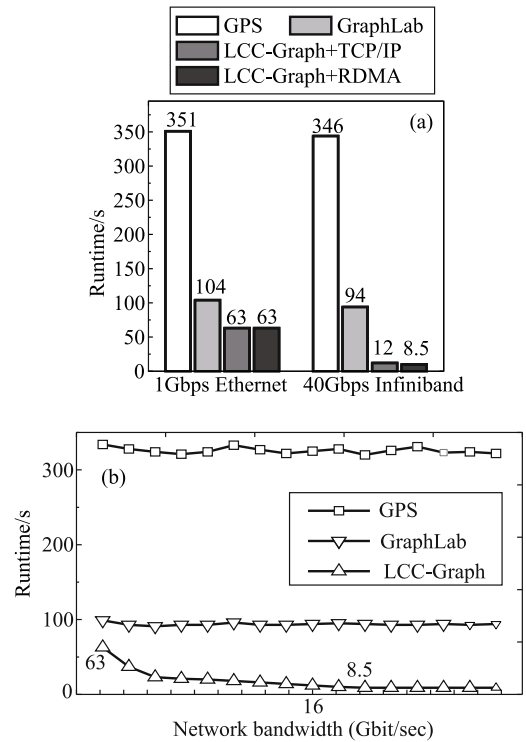 GPS GraphLab
LCC-Graph+TCP/IP
LCC-Graph+RDMA
(a)
Runtime/s
350
300
250
200
150
100
50
0
351
104
63
63
346
94
12
8.5
1Gbps Ethernet 40Gbps Infiniband
(b)
Runtime/s
300
200
100
0
GPS
GraphLab
LCC-Graph
63
8.5
16
Network bandwidth (Gbit/sec)